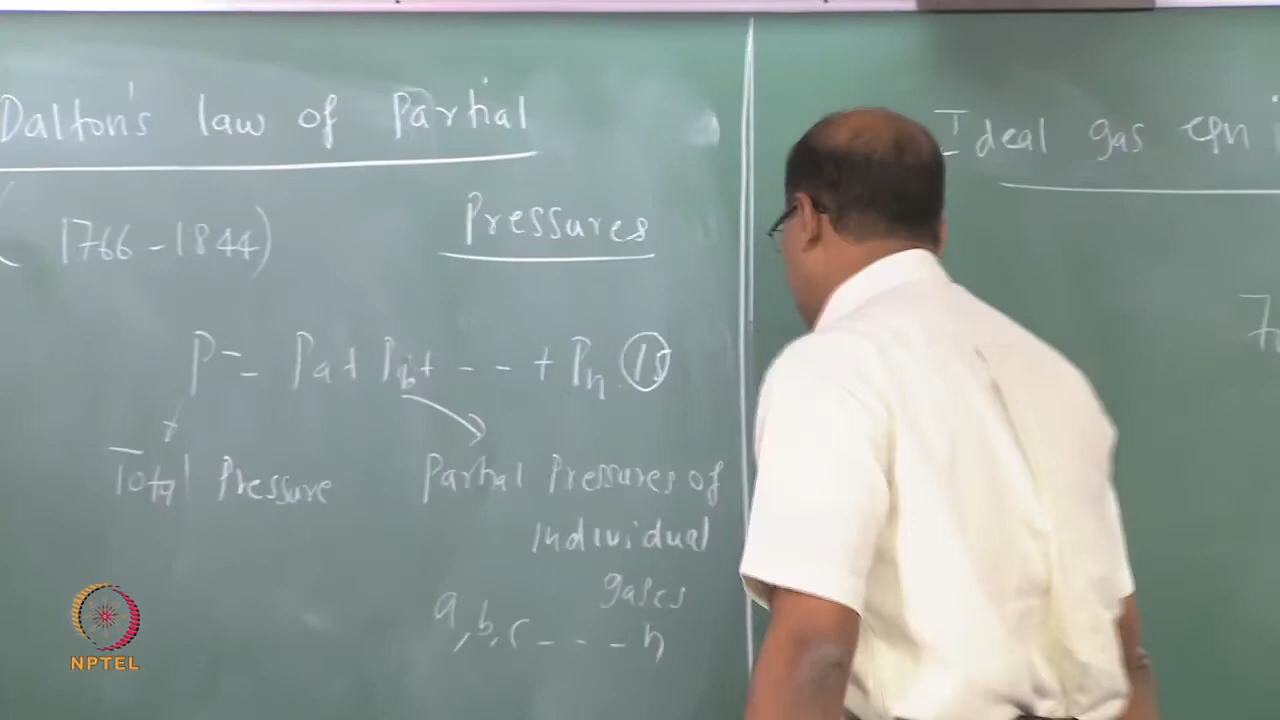 Dalton's law of Partial
Pressures
(1766-1844)
P = Pa + Pb + - - - + Pn (15)
Total Pressure
Partial Pressures of
Individual
gases
a, b, c - - - n
Ideal gas eqn
NPTEL